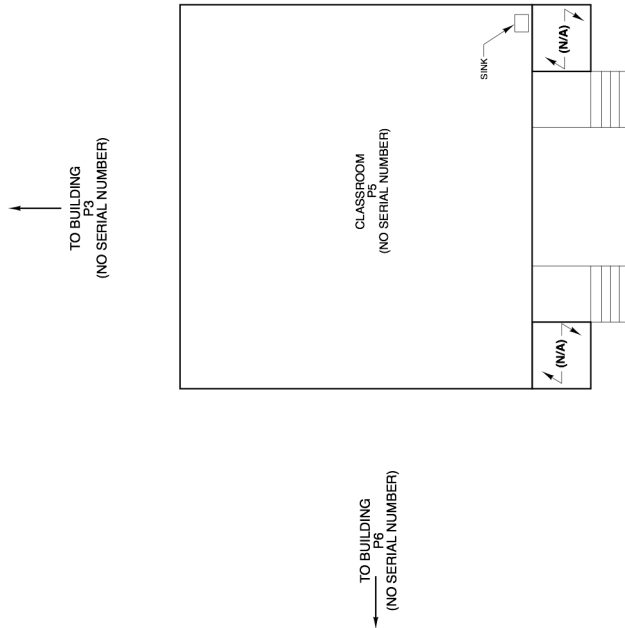 TO BUILDING
P3
(NO SERIAL NUMBER)
SINK
(N/A)
CLASSROOM
P5
(NO SERIAL NUMBER)
(N/A)
TO BUILDING
P6
(NO SERIAL NUMBER)